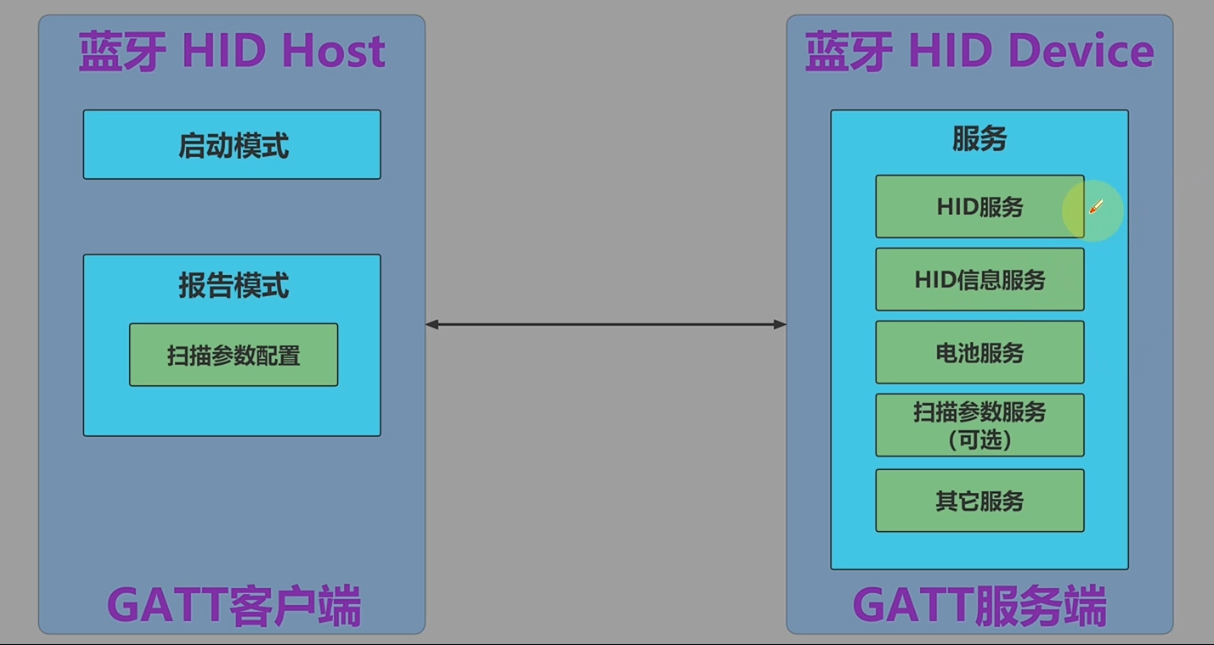 蓝牙 HID Host
启动模式
报告模式
扫描参数配置
GATT客户端
蓝牙 HID Device
服务
HID服务
HID信息服务
电池服务
扫描参数服务
（可选）
其它服务
GATT服务端